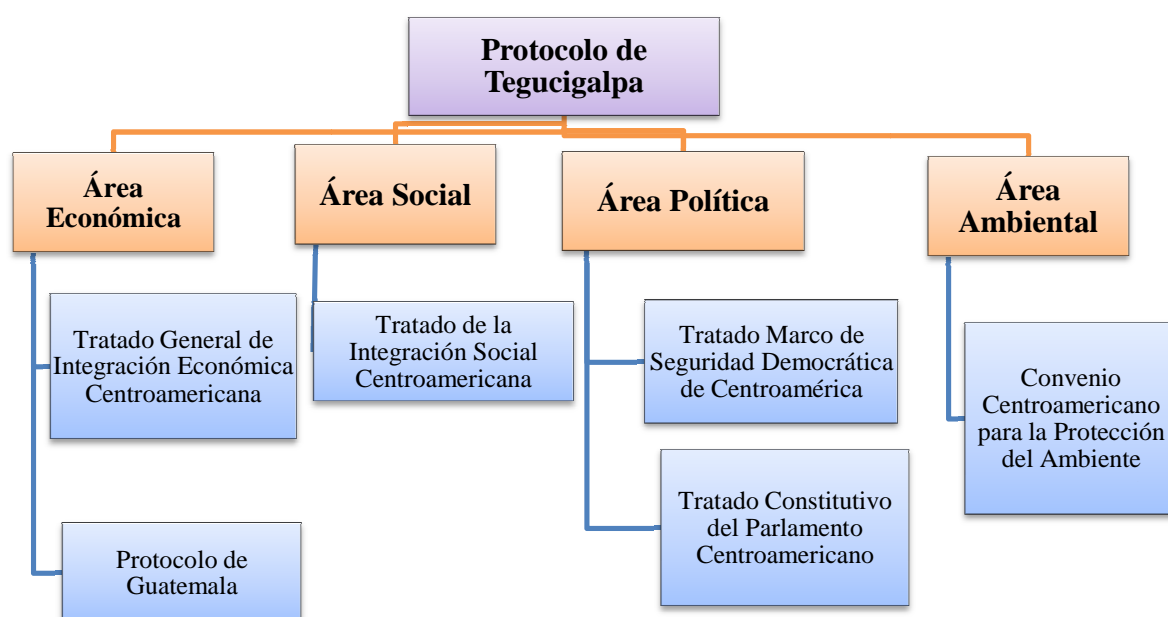 Protocolo de
Tegucigalpa
Área
Económica
Área Social
Área Política
Área
Ambiental
Tratado General de
Integración Económica
Centroamericana
Protocolo de
Guatemala
Tratado de la
Integración Social
Centroamericana
Tratado Marco de
Seguridad Democrática
de Centroamérica
Tratado Constitutivo
del Parlamento
Centroamericano
Convenio
Centroamericano
para la Protección
del Ambiente